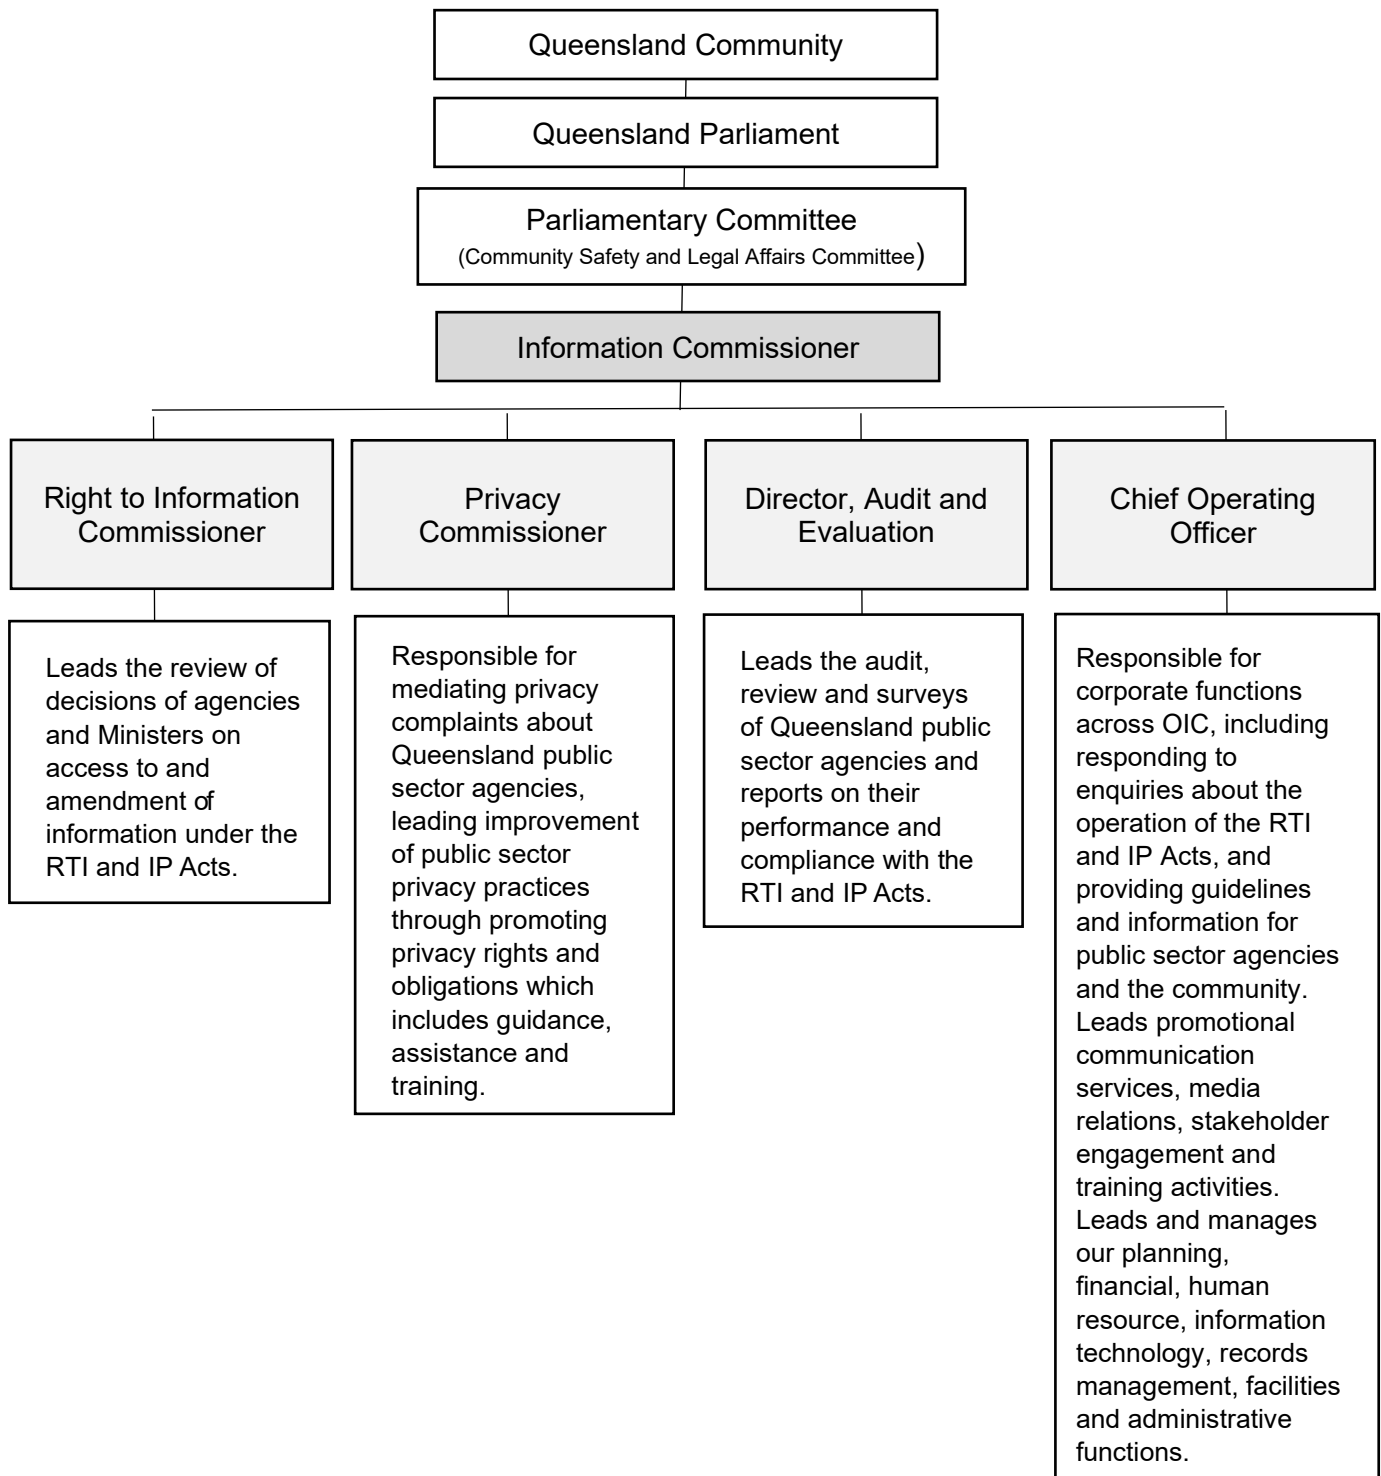 Queensland Community
Queensland Parliament
Parliamentary Committee
(Community Safety and Legal Affairs Committee)
Information Commissioner
Right to Information
Commissioner
Privacy
Commissioner
Director, Audit and
Evaluation
Chief Operating
Officer
Leads the review of
decisions of agencies
and Ministers on
access to and
amendment of
information under the
RTI and IP Acts.
Responsible for
mediating privacy
complaints about
Queensland public
sector agencies,
leading improvement
of public sector
privacy practices
through promoting
privacy rights and
obligations which
includes guidance,
assistance and
training.
Leads the audit,
review and surveys
of Queensland public
sector agencies and
reports on their
performance and
compliance with the
RTI and IP Acts.
Responsible for
corporate functions
across OIC, including
responding to
enquiries about the
operation of the RTI
and IP Acts, and
providing guidelines
and information for
public sector agencies
and the community.
Leads promotional
communication
services, media
relations, stakeholder
engagement and
training activities.
Leads and manages
our planning,
financial, human
resource, information
technology, records
management, facilities
and administrative
functions.